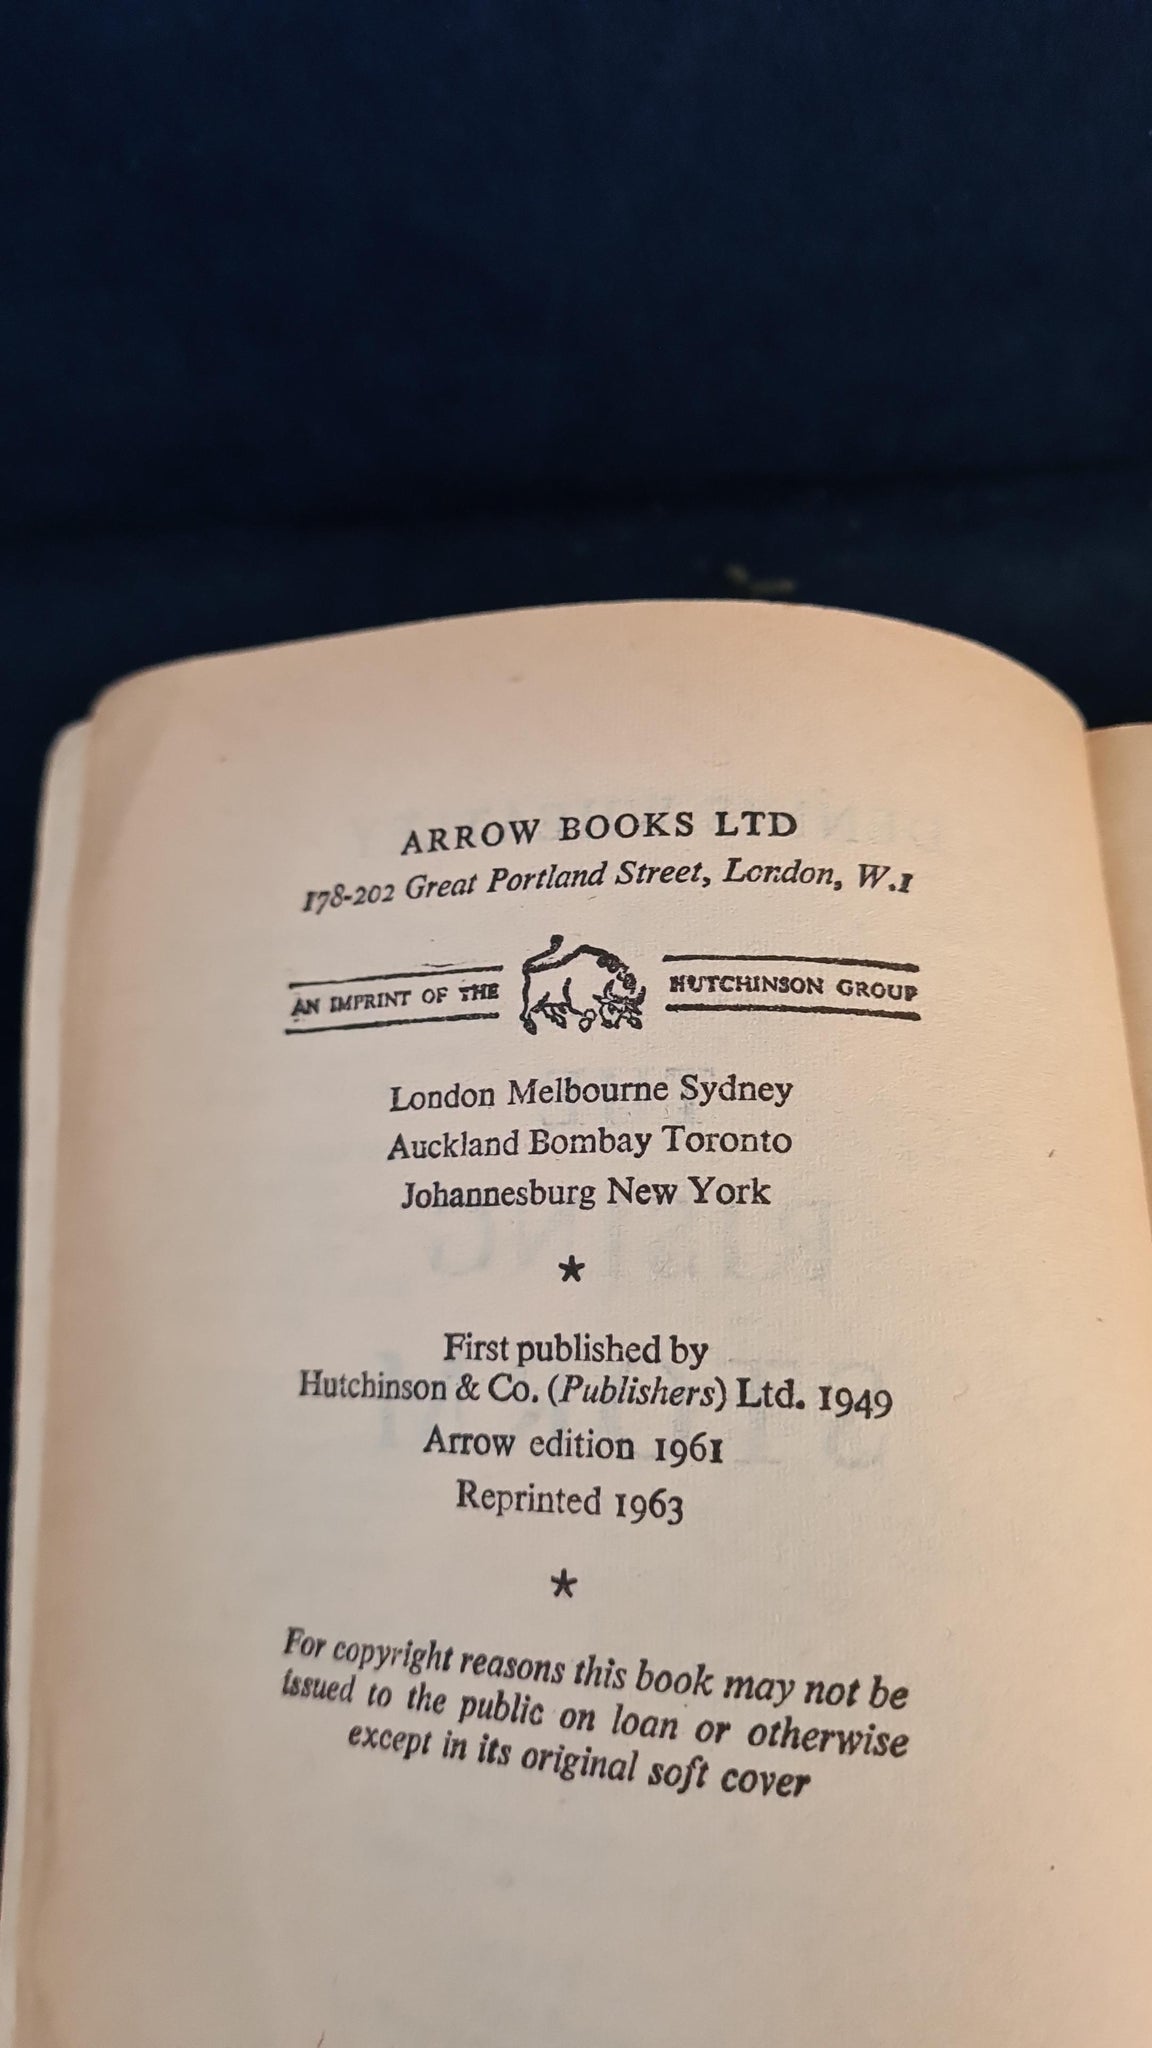 ARROW BOOKS LTD
178-202 Great Portland Street, London, W.1
AN IMPRINT OF THE HUTCHINSON GROUP
London Melbourne Sydney
Auckland Bombay Toronto
Johannesburg New York
*
First published by
Hutchinson & Co. (Publishers) Ltd. 1949
Arrow edition 1961
Reprinted 1963
*
For copyright reasons this book may not be
issued to the public on loan or otherwise
except in its original soft cover